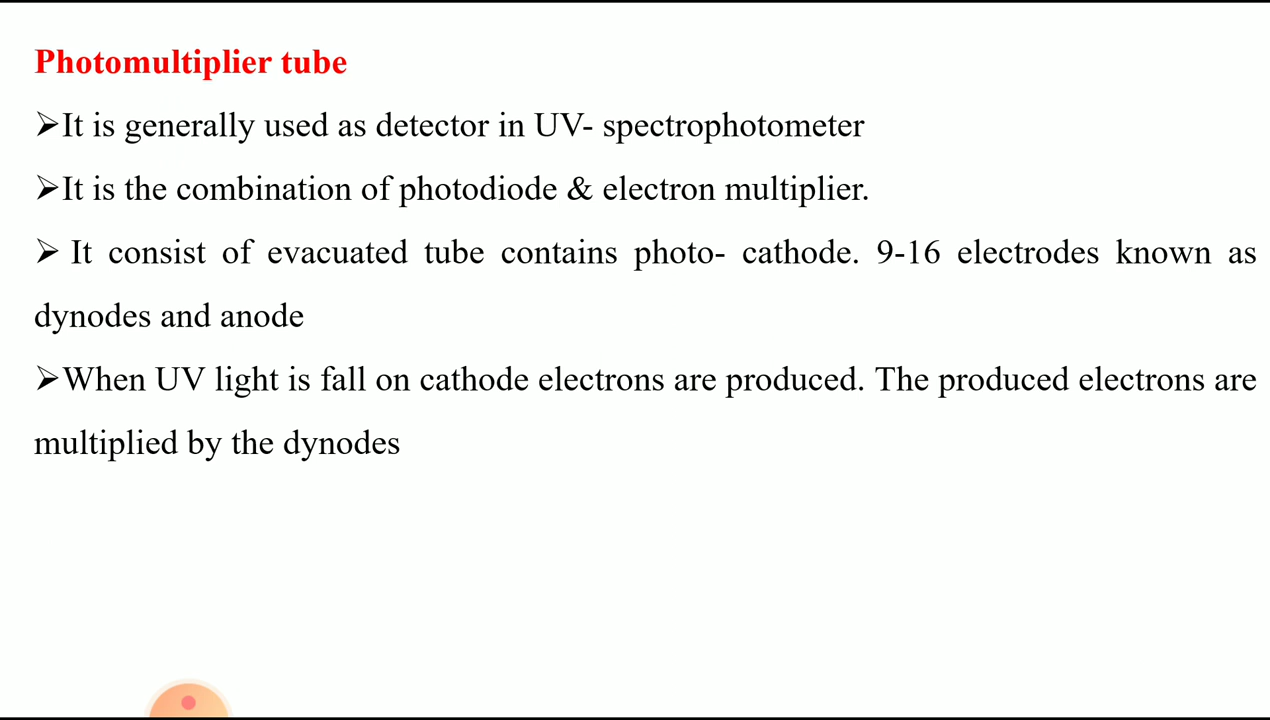 Photomultiplier tube
➢It is generally used as detector in UV- spectrophotometer
➢It is the combination of photodiode & electron multiplier.
➢ It consist of evacuated tube contains photo- cathode. 9-16 electrodes known as
dynodes and anode
➢When UV light is fall on cathode electrons are produced. The produced electrons are
multiplied by the dynodes